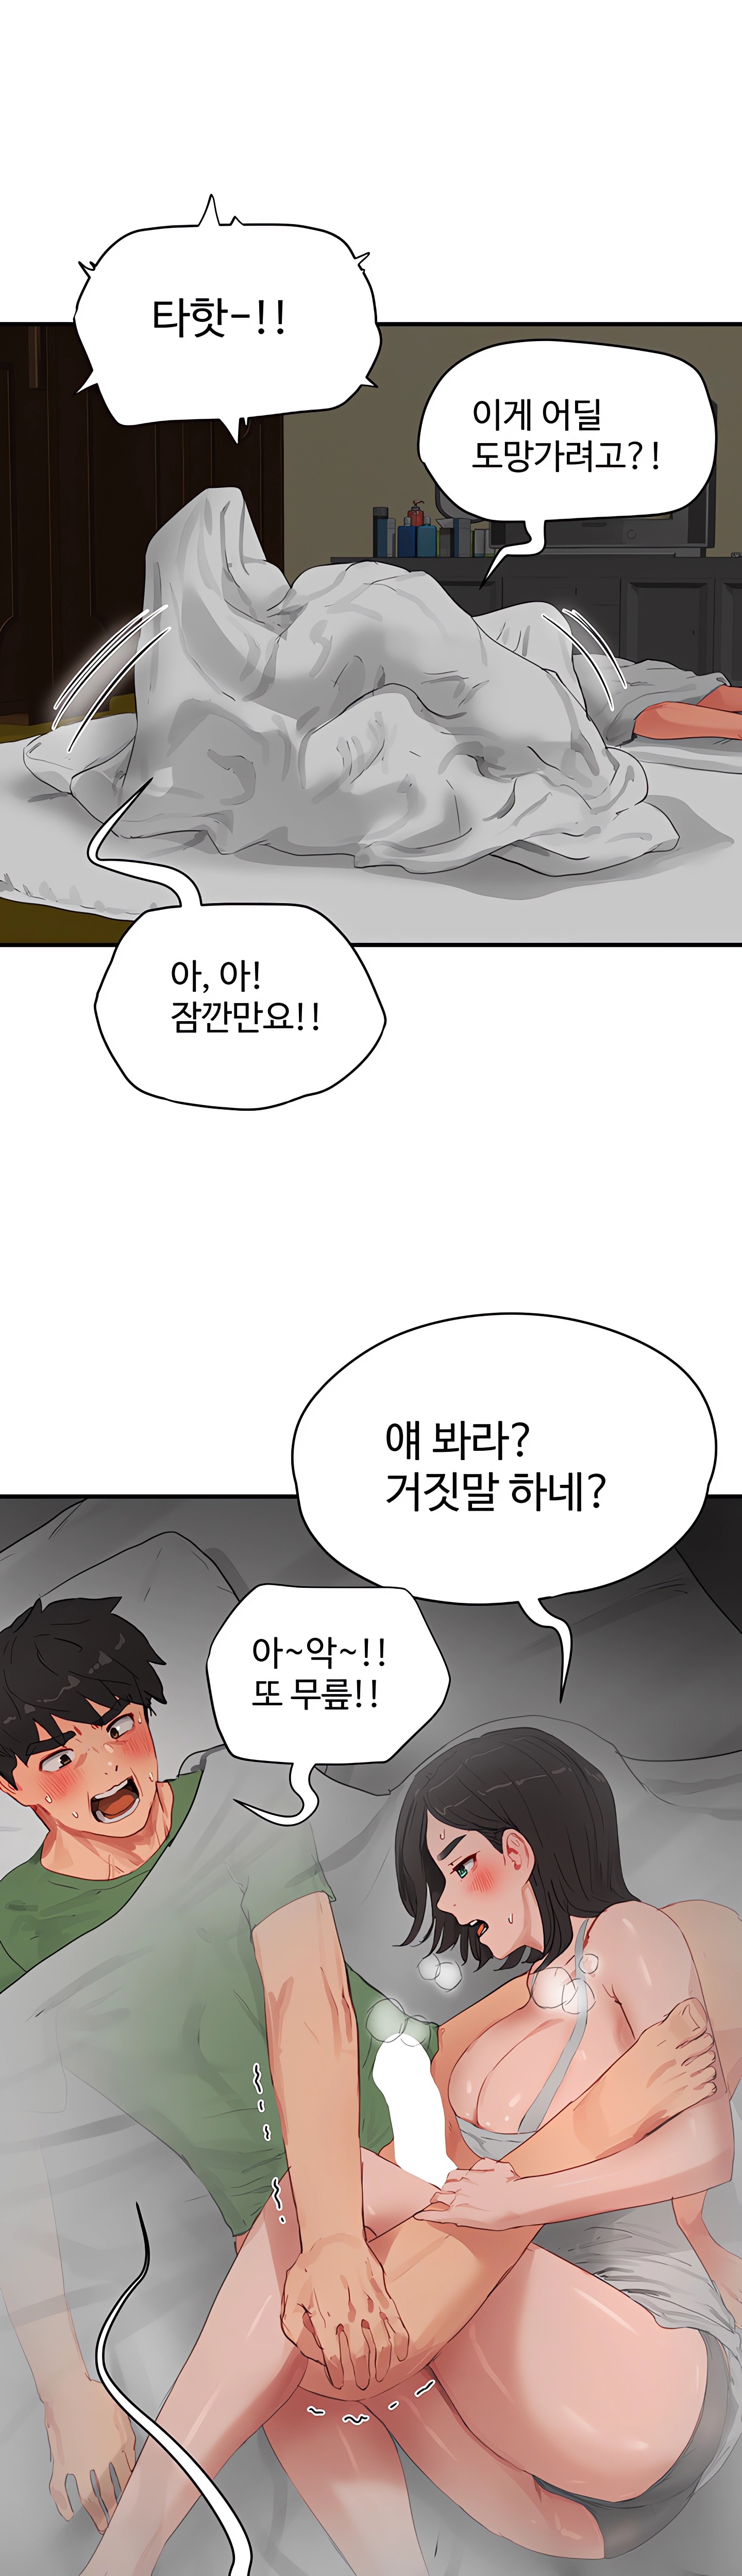 타핫-!!
이게 어딜
도망가려고?!
아, 아!
잠깐만요!!
얘 봐라?
거짓말 하네?
아~악~!!
또 무릎!!